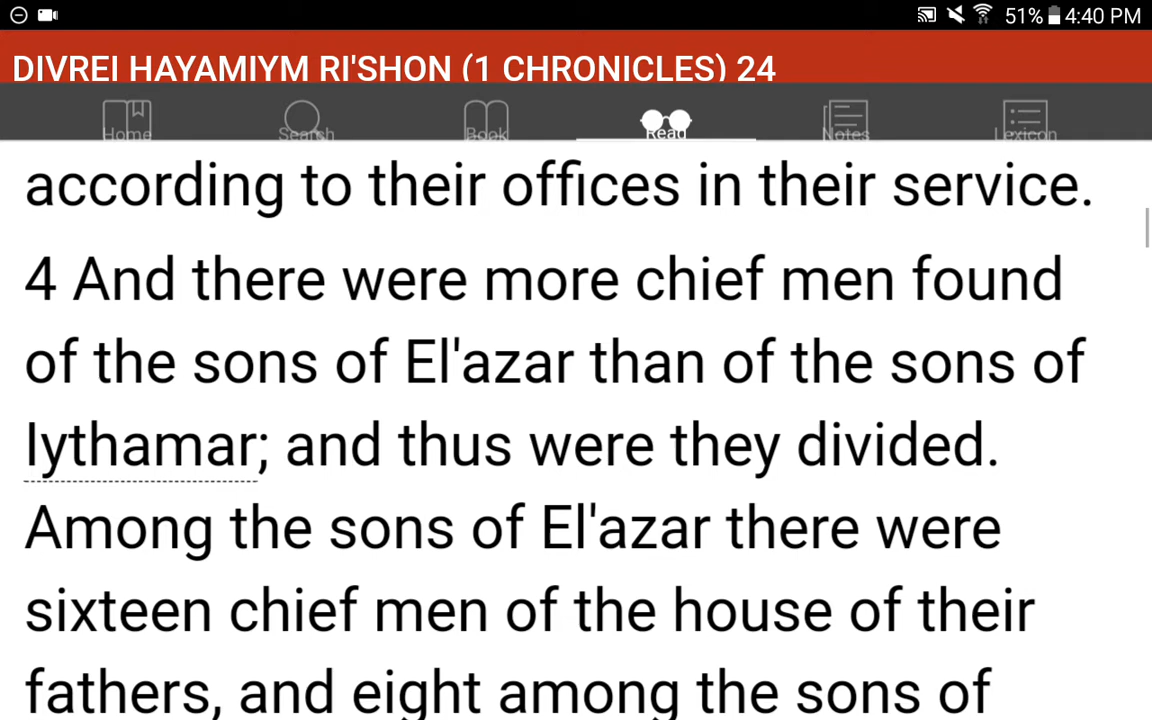 51% 4:40 PM
DIVREI HAYAMIYM RI'SHON (1 CHRONICLES) 24
Home Search Book Read Notes Lexicon
according to their offices in their service.
4 And there were more chief men found
of the sons of El'azar than of the sons of
Iythamar; and thus were they divided.
Among the sons of El'azar there were
sixteen chief men of the house of their
fathers, and eight among the sons of